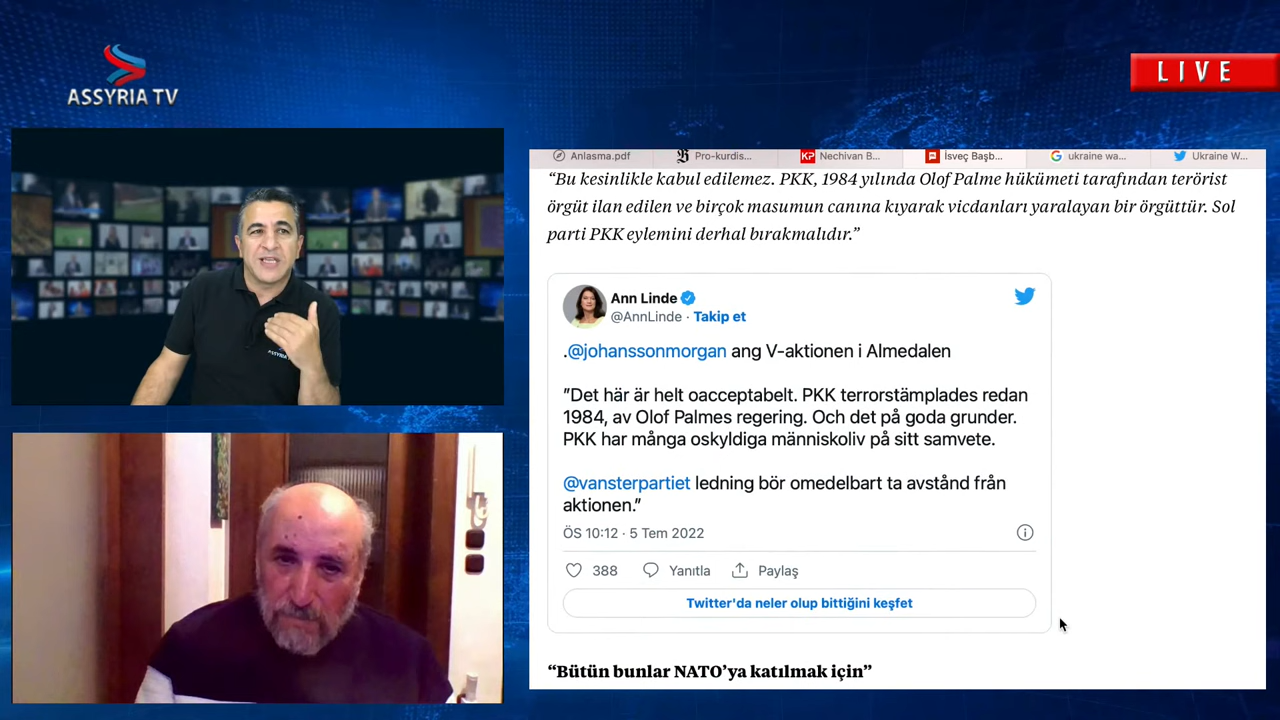 ASSYRIA TV
LIVE
Anlasma.pdf
Pro-kurdis...
KP Nechivan B...
İsveç Başb...
ukraine wa...
Ukraine W...
“Bu kesinlikle kabul edilemez. PKK, 1984 yılında Olof Palme hükümeti tarafından terörist
örgüt ilan edilen ve birçok masumun canına kıyarak vicdanları yaralayan bir örgüttür. Sol
parti PKK eylemini derhal bırakmalıdır.”
Ann Linde
@AnnLinde · Takip et
.@johanssonmorgan ang V-aktionen i Almedalen
”Det här är helt oacceptabelt. PKK terrorstämplades redan
1984, av Olof Palmes regering. Och det på goda grunder.
PKK har många oskyldiga människoliv på sitt samvete.
@vansterpartiet ledning bör omedelbart ta avstånd från
aktionen.”
ÖS 10:12 · 5 Tem 2022
388 Yanıtla Paylaş
Twitter'da neler olup bittiğini keşfet
“Bütün bunlar NATO’ya katılmak için”